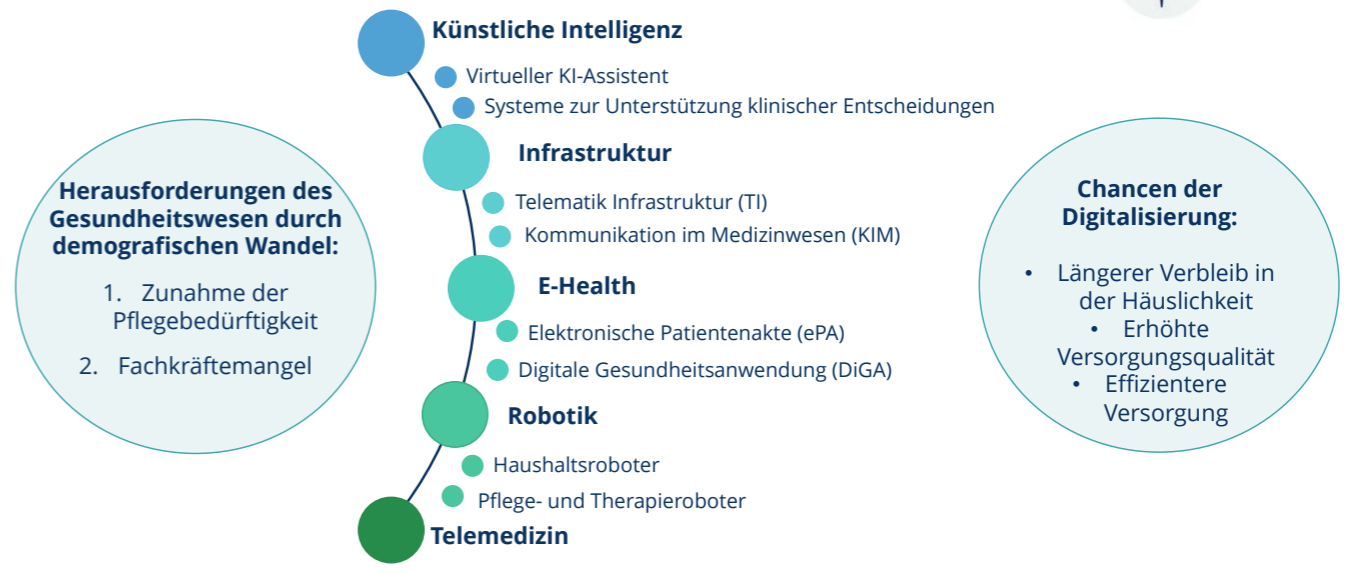 Herausforderungen des
Gesundheitswesen durch
demografischen Wandel:
1. Zunahme der
Pflegebedürftigkeit
2. Fachkräftemangel
Künstliche Intelligenz
Virtueller KI-Assistent
Systeme zur Unterstützung klinischer Entscheidungen
Infrastruktur
Telematik Infrastruktur (TI)
Kommunikation im Medizinwesen (KIM)
E-Health
Elektronische Patientenakte (ePA)
Digitale Gesundheitsanwendung (DiGA)
Robotik
Haushaltsroboter
Pflege- und Therapieroboter
Telemedizin
Chancen der
Digitalisierung:
• Längerer Verbleib in
der Häuslichkeit
• Erhöhte
Versorgungsqualität
• Effizientere
Versorgung